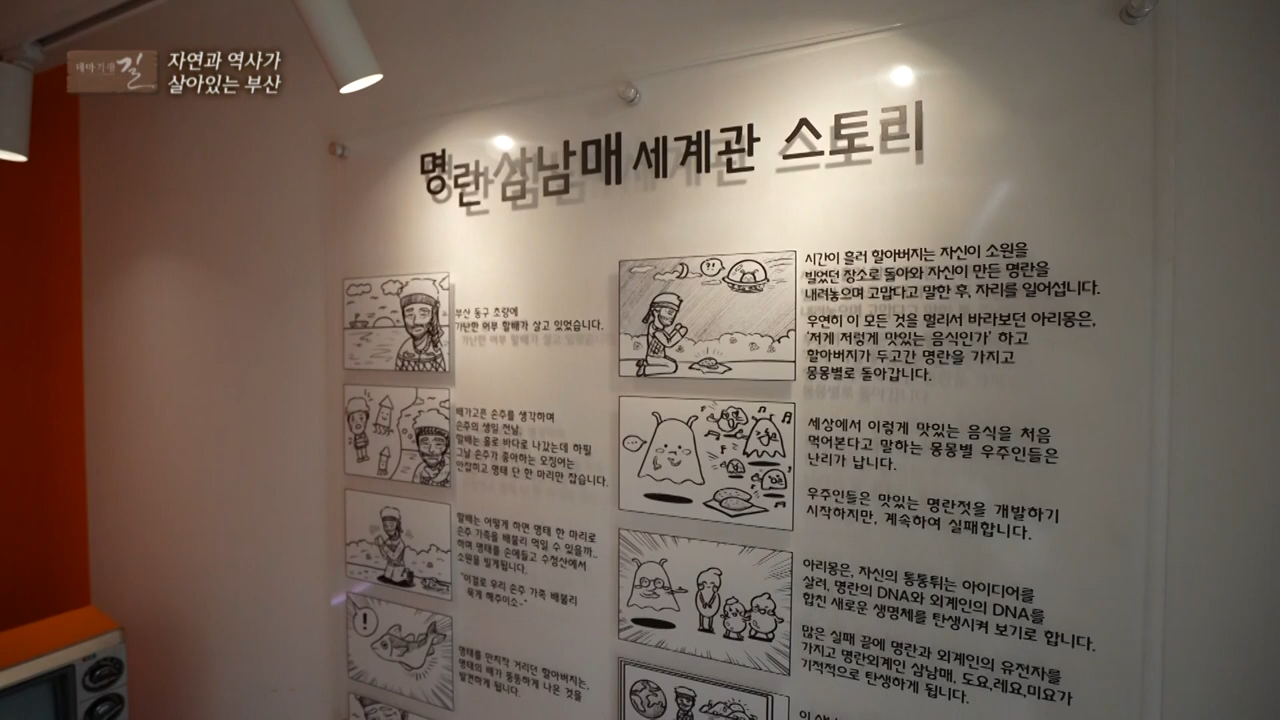 테마기행 길
자연과 역사가
살아있는 부산
명란 삼남매 세계관 스토리
부산 동구 초량에
가난한 어부 할배가 살고 있었습니다.
배가고픈 손주를 생각하며
손주의 생일 전날,
할배는 홀로 바다로 나갔는데 하필
그날 손주가 좋아하는 오징어는
안잡히고 명태 단 한 마리만 잡습니다.
할배는 어떻게 하면 명태 한 마리로
손주 가족을 배불리 먹일 수 있을까..
하며 명태를 손에들고 수정산에서
소원을 빌게됩니다.
"이걸로 우리 손주 가족 배불리
묵게 해주이소~"
!
명태를 만지작 거리던 할아버지는,
명태의 배가 통통하게 나온 것을
발견하게 됩니다.
시간이 흘러 할아버지는 자신이 소원을
빌었던 장소로 돌아와 자신이 만든 명란을
내려놓으며 고맙다고 말한 후, 자리를 일어섭니다.
우연히 이 모든 것을 멀리서 바라보던 아리몽은,
'저게 저렇게 맛있는 음식인가' 하고
할아버지가 두고간 명란을 가지고
몽몽별로 돌아갑니다.
세상에서 이렇게 맛있는 음식을 처음
먹어본다고 말하는 몽몽별 우주인들은
난리가 납니다.
우주인들은 맛있는 명란젓을 개발하기
시작하지만, 계속하여 실패합니다.
아리몽은, 자신의 통통튀는 아이디어를
살려, 명란의 DNA와 외계인의 DNA를
합친 새로운 생명체를 탄생시켜 보기로 합니다.
많은 실패 끝에 명란과 외계인의 유전자를
가지고 명란외계인 삼남매, 도요,레요,미요가
기적적으로 탄생하게 됩니다.